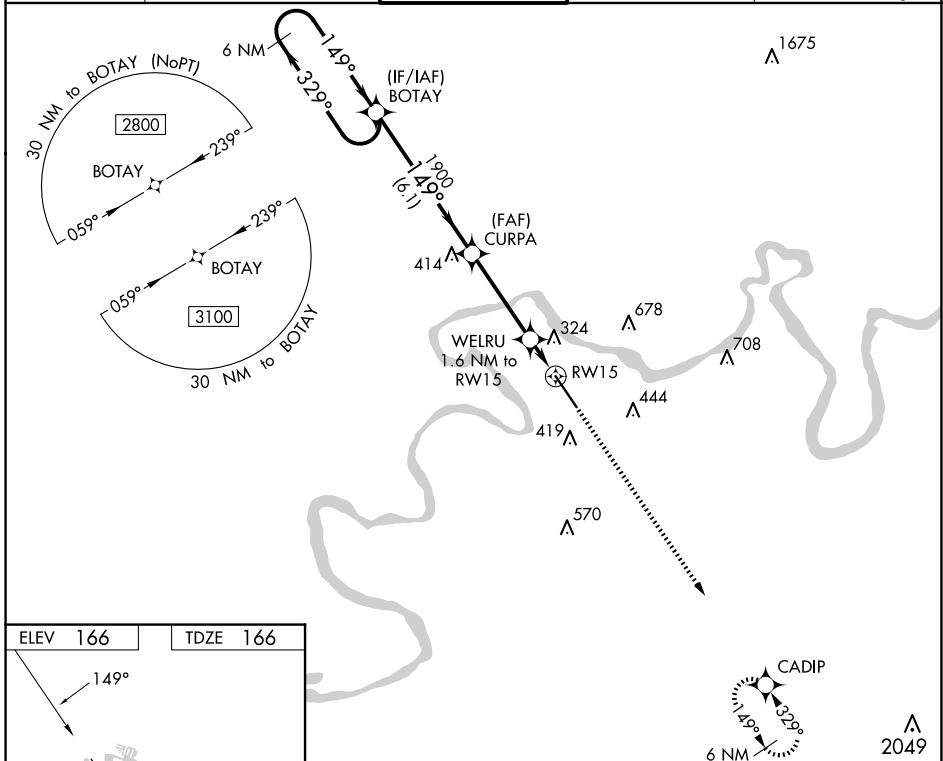 30 NM to BOTAY (NoPT)
2800
BOTAY
059°
239°
059°
239°
BOTAY
3100
30 NM to BOTAY
6 NM
149°
329°
(IF/IAF)
BOTAY
1900
149°
(6.1)
(FAF)
CURPA
414
1675
WELRU
1.6 NM to
RW15
324
678
708
RW15
444
419
570
ELEV 166
TDZE 166
149°
CADIP
149°
329°
6 NM
2049